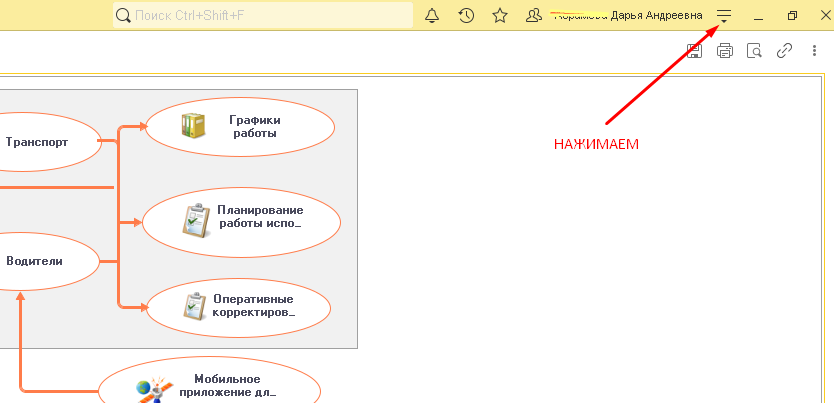 Поиск Ctrl+Shift+F
Дарья Андреевна
НАЖИМАЕМ
Графики
работы
Транспорт
Планирование
работы испо...
Водители
Оперативные
корректиров...
Мобильное
приложение дл...